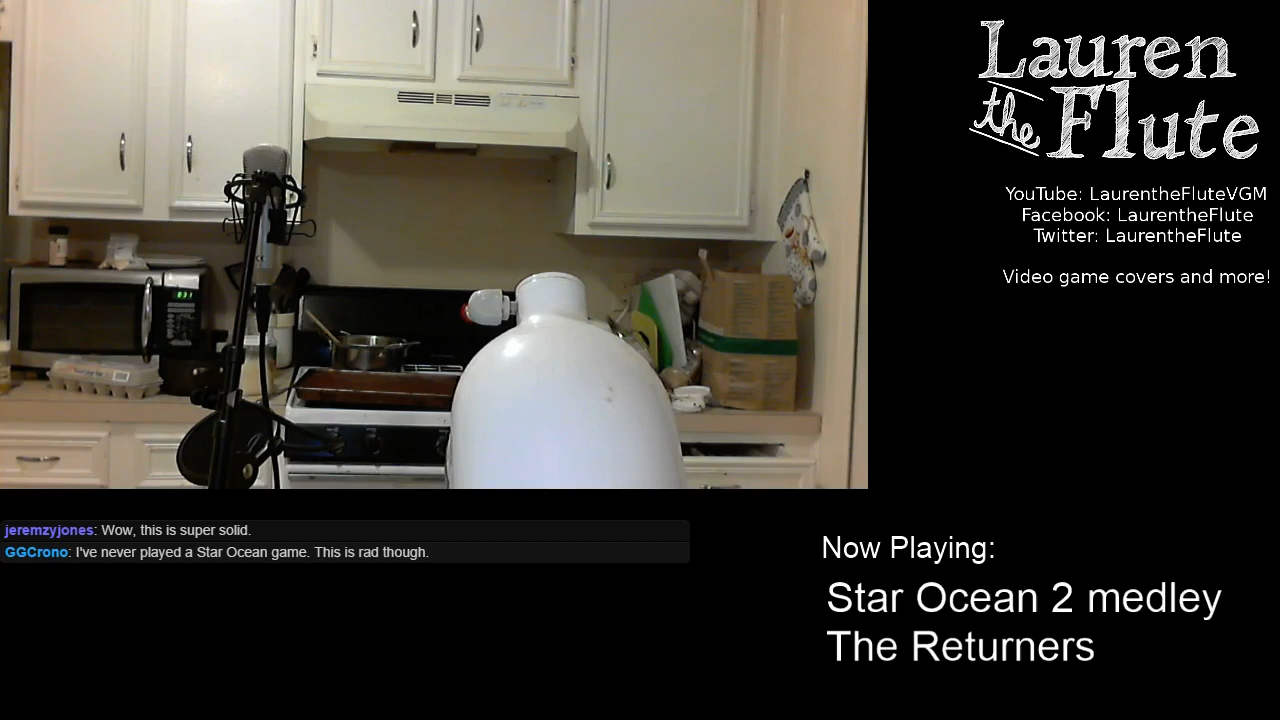 Lauren
the Flute
YouTube: LaurentheFluteVGM
Facebook: LaurentheFlute
Twitter: LaurentheFlute
Video game covers and more!
jeremzyjones: Wow, this is super solid.
GGCrono: I've never played a Star Ocean game. This is rad though.
Now Playing:
Star Ocean 2 medley
The Returners